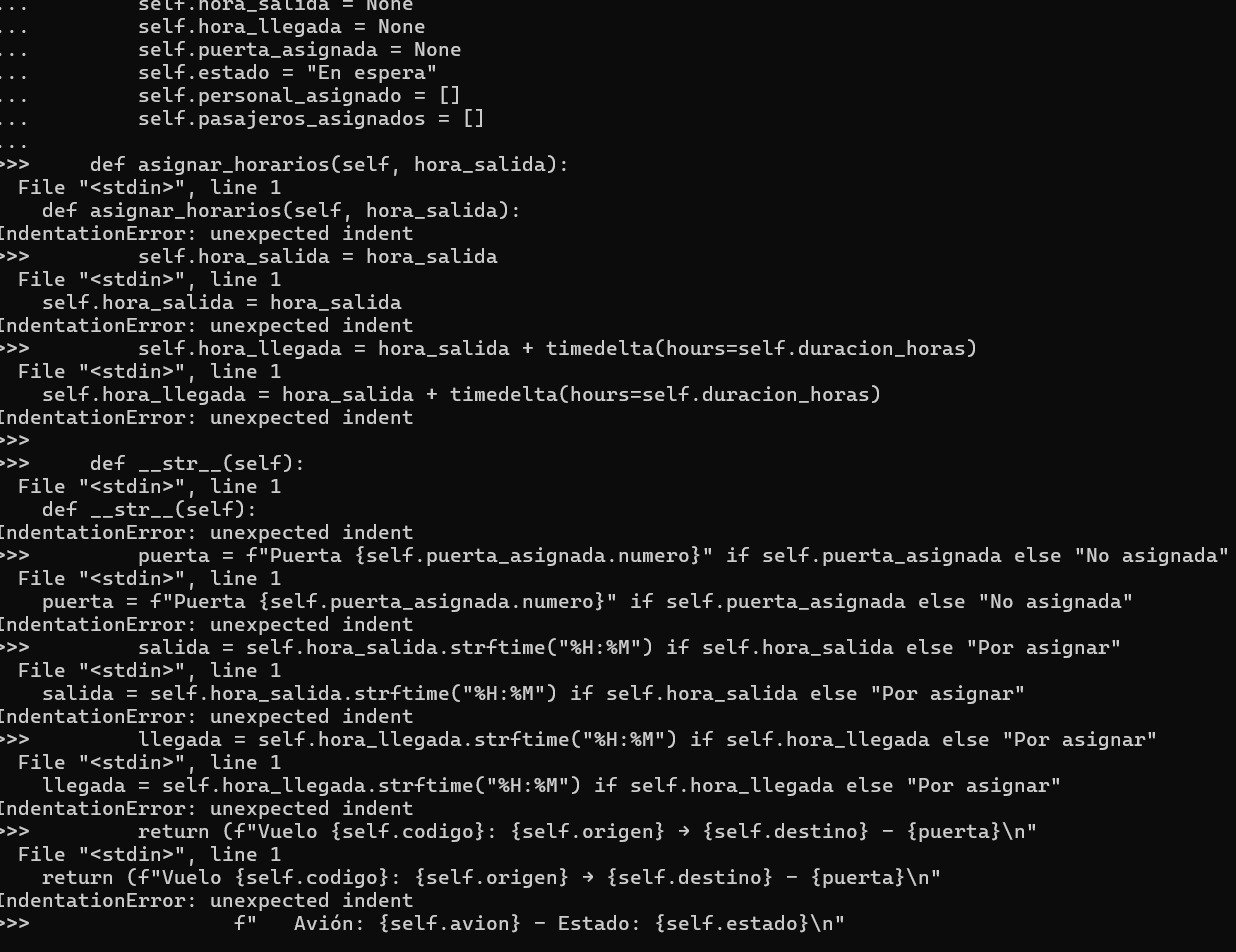 ...         self.hora_salida = None
...         self.hora_llegada = None
...         self.puerta_asignada = None
...         self.estado = "En espera"
...         self.personal_asignado = []
...         self.pasajeros_asignados = []
...
>>>     def asignar_horarios(self, hora_salida):
  File "<stdin>", line 1
    def asignar_horarios(self, hora_salida):
IndentationError: unexpected indent
>>>         self.hora_salida = hora_salida
  File "<stdin>", line 1
    self.hora_salida = hora_salida
IndentationError: unexpected indent
>>>         self.hora_llegada = hora_salida + timedelta(hours=self.duracion_horas)
  File "<stdin>", line 1
    self.hora_llegada = hora_salida + timedelta(hours=self.duracion_horas)
IndentationError: unexpected indent
>>>
>>>     def __str__(self):
  File "<stdin>", line 1
    def __str__(self):
IndentationError: unexpected indent
>>>         puerta = f"Puerta {self.puerta_asignada.numero}" if self.puerta_asignada else "No asignada"
  File "<stdin>", line 1
    puerta = f"Puerta {self.puerta_asignada.numero}" if self.puerta_asignada else "No asignada"
IndentationError: unexpected indent
>>>         salida = self.hora_salida.strftime("%H:%M") if self.hora_salida else "Por asignar"
  File "<stdin>", line 1
    salida = self.hora_salida.strftime("%H:%M") if self.hora_salida else "Por asignar"
IndentationError: unexpected indent
>>>         llegada = self.hora_llegada.strftime("%H:%M") if self.hora_llegada else "Por asignar"
  File "<stdin>", line 1
    llegada = self.hora_llegada.strftime("%H:%M") if self.hora_llegada else "Por asignar"
IndentationError: unexpected indent
>>>         return (f"Vuelo {self.codigo}: {self.origen} → {self.destino} - {puerta}\n"
  File "<stdin>", line 1
    return (f"Vuelo {self.codigo}: {self.origen} → {self.destino} - {puerta}\n"
IndentationError: unexpected indent
>>>                 f"   Avión: {self.avion} - Estado: {self.estado}\n"